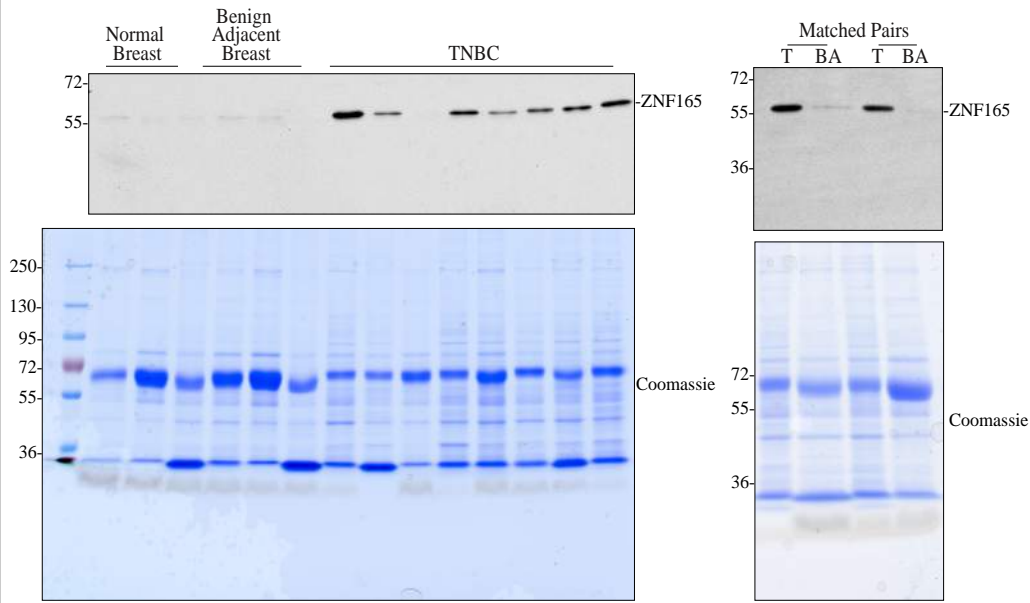 Normal
Breast
Benign
Adjacent
Breast
TNBC
72-
55-
-ZNF165
250-
130-
95-
72-
55-
36-
Coomassie
Matched Pairs
T BA T BA
72-
55-
36-
-ZNF165
72-
55-
36-
Coomassie